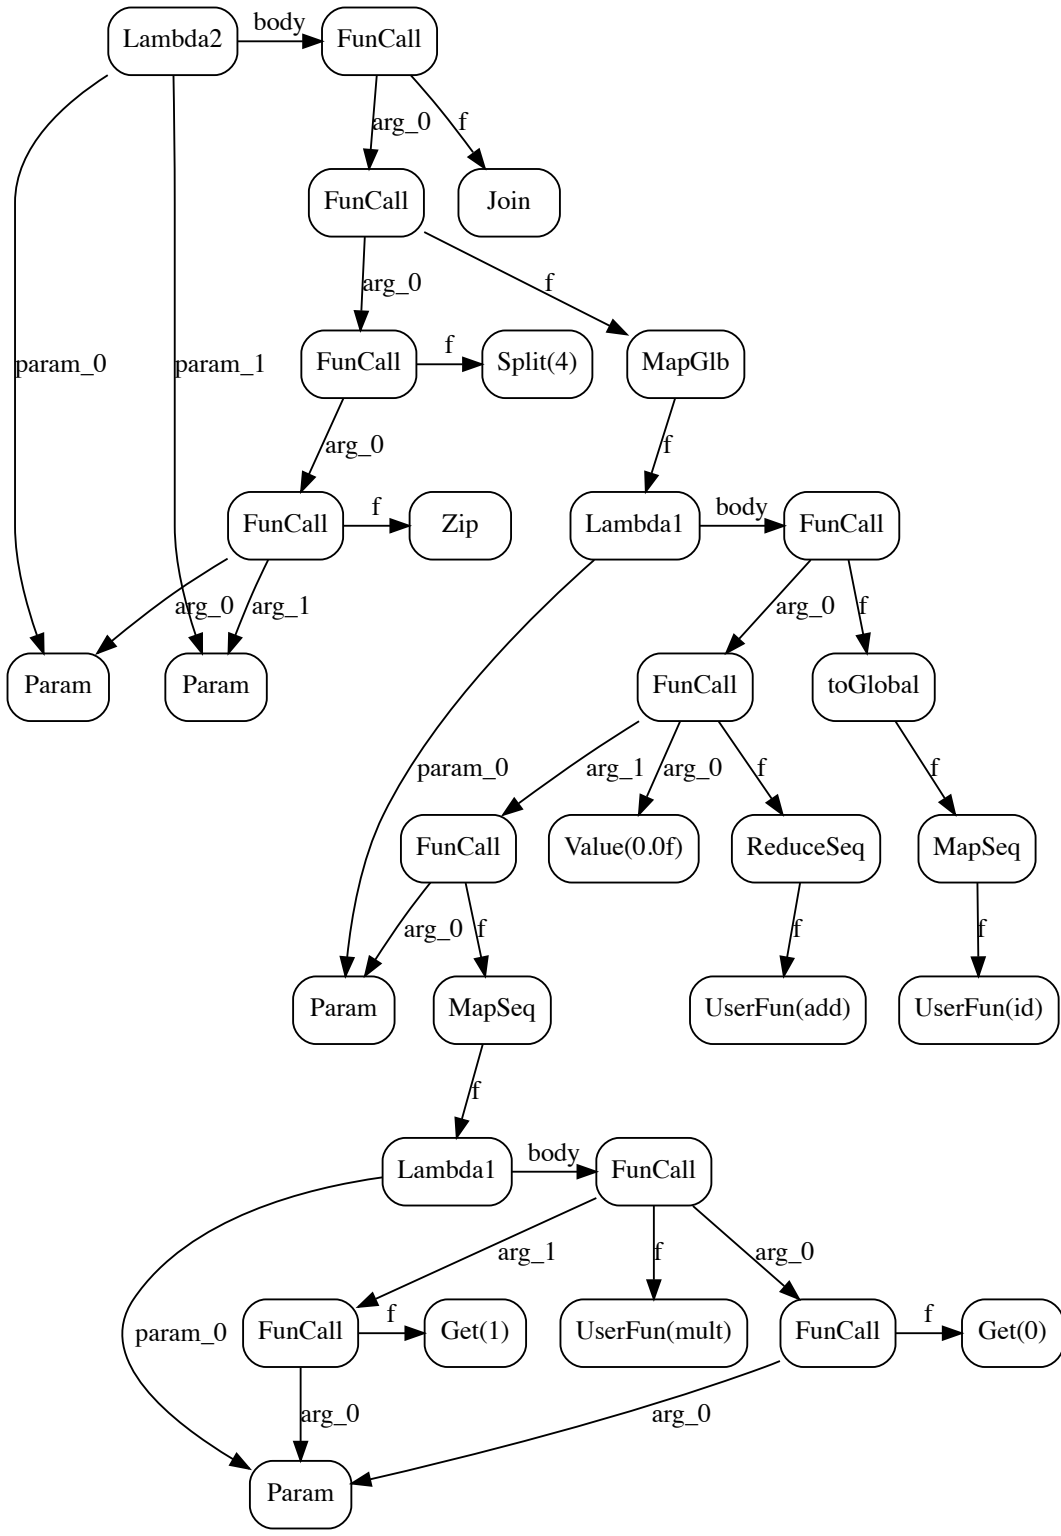 Lambda2 body FunCall
arg_0 f
FunCall Join
arg_0 f
param_0 param_1 FunCall f Split(4) MapGlb
arg_0 f
FunCall f Zip Lambda1 body FunCall
arg_0 arg_1 arg_0 f
Param Param FunCall toGlobal
param_0 arg_1 arg_0 f f
FunCall Value(0.0f) ReduceSeq MapSeq
arg_0 f f f
Param MapSeq UserFun(add) UserFun(id)
f
Lambda1 body FunCall
arg_1 f arg_0
param_0 FunCall f Get(1) UserFun(mult) FunCall f Get(0)
arg_0 arg_0
Param